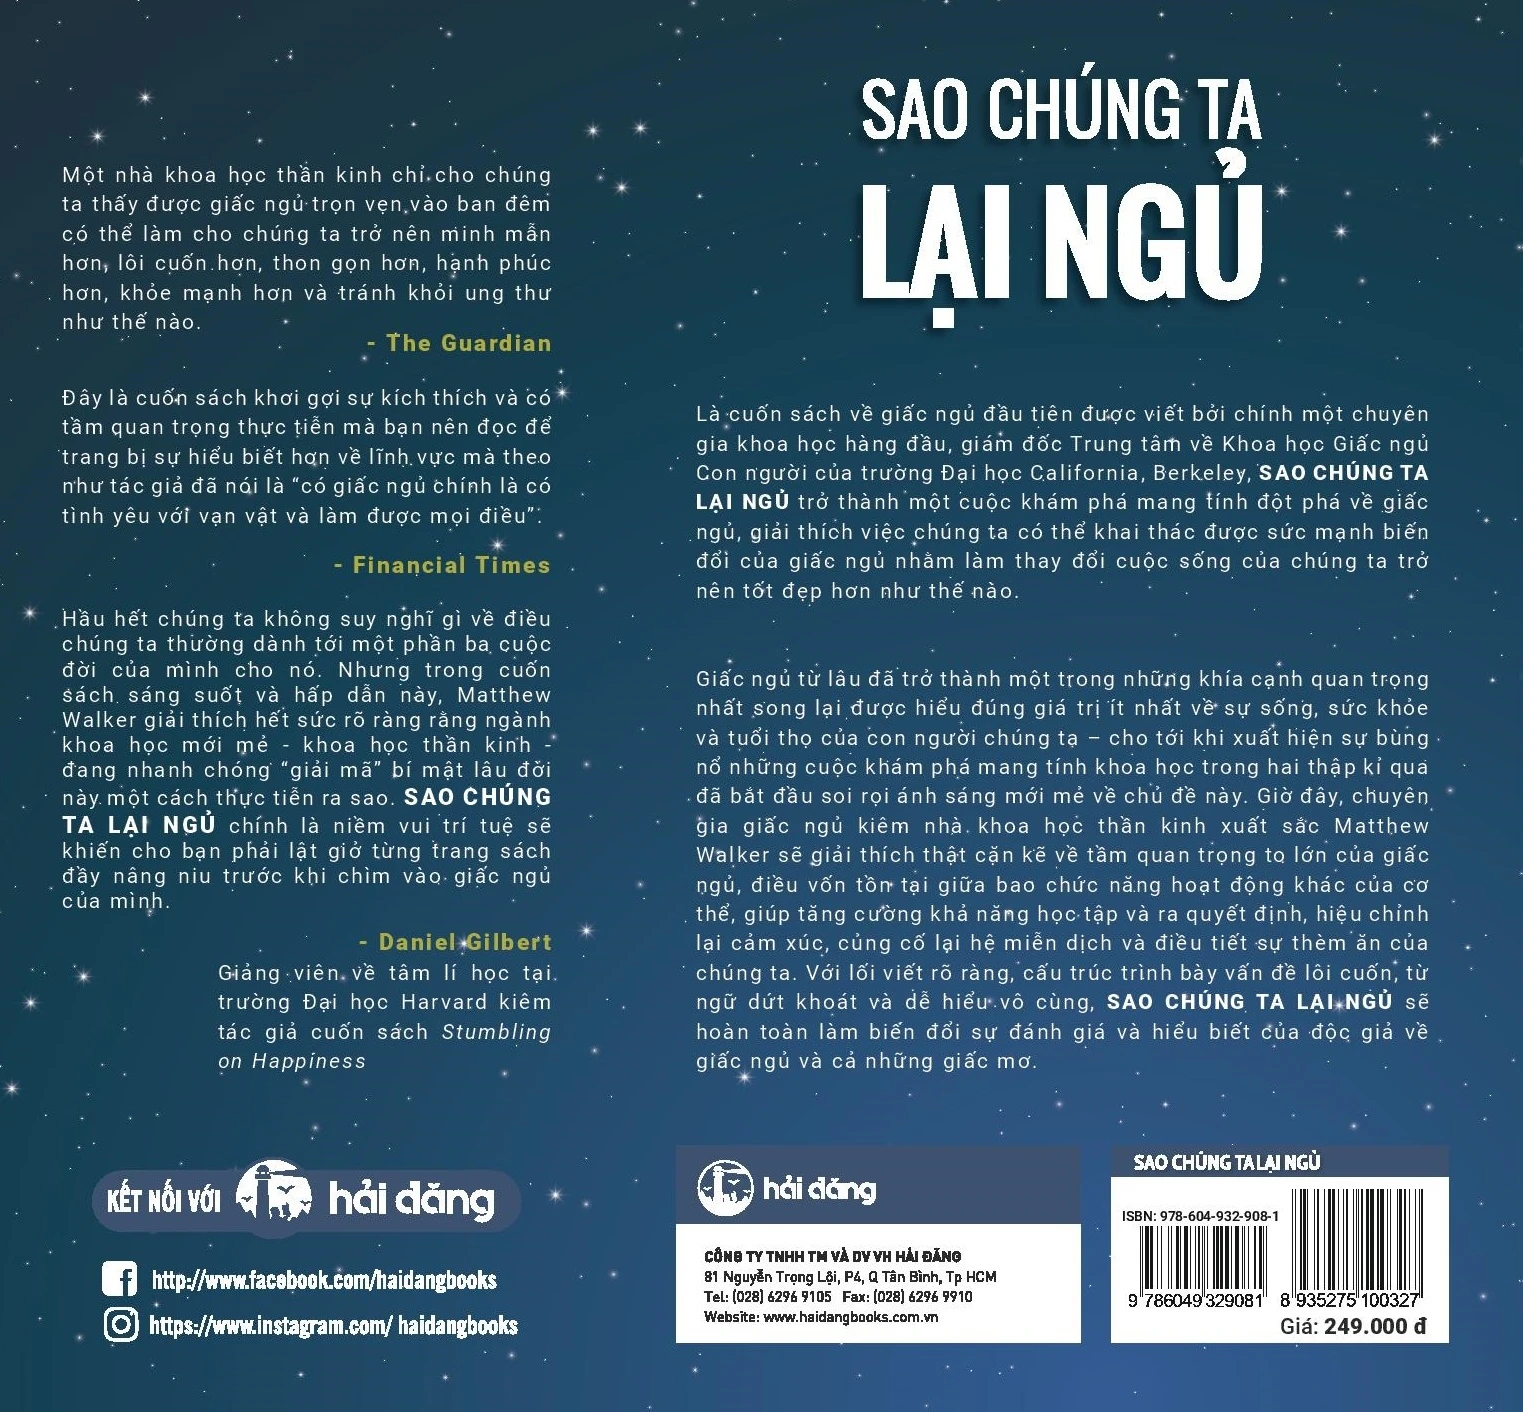 Một nhà khoa học thần kinh chỉ cho chúng
ta thấy được giấc ngủ trọn vẹn vào ban đêm
có thể làm cho chúng ta trở nên minh mẫn
hơn, lôi cuốn hơn, thon gọn hơn, hạnh phúc
hơn, khỏe mạnh hơn và tránh khỏi ung thư
như thế nào.
- The Guardian
Đây là cuốn sách khơi gợi sự kích thích và có
tầm quan trọng thực tiễn mà bạn nên đọc để
trang bị sự hiểu biết hơn về lĩnh vực mà theo
như tác giả đã nói là “có giấc ngủ chính là có
tình yêu với vạn vật và làm được mọi điều”.
- Financial Times
Hầu hết chúng ta không suy nghĩ gì về điều
chúng ta thường dành tới một phần ba cuộc
đời của mình cho nó. Nhưng trong cuốn
sách sáng suốt và hấp dẫn này, Matthew
Walker giải thích hết sức rõ ràng rằng ngành
khoa học mới mẻ - khoa học thần kinh -
đang nhanh chóng “giải mã” bí mật lâu đời
này một cách thực tiễn ra sao. SAO CHÚNG
TA LẠI NGỦ chính là niềm vui trí tuệ sẽ
khiến cho bạn phải lật giở từng trang sách
đầy nâng niu trước khi chìm vào giấc ngủ
của mình.
- Daniel Gilbert
Giảng viên về tâm lí học tại
trường Đại học Harvard kiêm
tác giả cuốn sách Stumbling
on Happiness
KẾT NỐI VỚI hải đăng
http://www.facebook.com/haidangbooks
https://www.instagram.com/ haidangbooks
SAO CHÚNG TA
LẠI NGỦ
Là cuốn sách về giấc ngủ đầu tiên được viết bởi chính một chuyên
gia khoa học hàng đầu, giám đốc Trung tâm về Khoa học Giấc ngủ
Con người của trường Đại học California, Berkeley, SAO CHÚNG TA
LẠI NGỦ trở thành một cuộc khám phá mang tính đột phá về giấc
ngủ, giải thích việc chúng ta có thể khai thác được sức mạnh biến
đổi của giấc ngủ nhằm làm thay đổi cuộc sống của chúng ta trở
nên tốt đẹp hơn như thế nào.
Giấc ngủ từ lâu đã trở thành một trong những khía cạnh quan trọng
nhất song lại được hiểu đúng giá trị ít nhất về sự sống, sức khỏe
và tuổi thọ của con người chúng ta – cho tới khi xuất hiện sự bùng
nổ những cuộc khám phá mang tính khoa học trong hai thập kỉ qua
đã bắt đầu soi rọi ánh sáng mới mẻ về chủ đề này. Giờ đây, chuyên
gia giấc ngủ kiêm nhà khoa học thần kinh xuất sắc Matthew
Walker sẽ giải thích thật cặn kẽ về tầm quan trọng to lớn của giấc
ngủ, điều vốn tồn tại giữa bao chức năng hoạt động khác của cơ
thể, giúp tăng cường khả năng học tập và ra quyết định, hiệu chỉnh
lại cảm xúc, củng cố lại hệ miễn dịch và điều tiết sự thèm ăn của
chúng ta. Với lối viết rõ ràng, cấu trúc trình bày vấn đề lôi cuốn, từ
ngữ dứt khoát và dễ hiểu vô cùng, SAO CHÚNG TA LẠI NGỦ sẽ
hoàn toàn làm biến đổi sự đánh giá và hiểu biết của độc giả về
giấc ngủ và cả những giấc mơ.
hải đăng
CÔNG TY TNHH TM VÀ DV VH HẢI ĐĂNG
81 Nguyễn Trọng Lội, P4, Q Tân Bình, Tp HCM
Tel: (028) 6296 9105 Fax: (028) 6296 9910
Website: www.haidangbooks.com.vn
SAO CHÚNG TA LẠI NGỦ
ISBN: 978-604-932-908-1
9 786049 329081
8 935275 100327
Giá: 249.000 đ